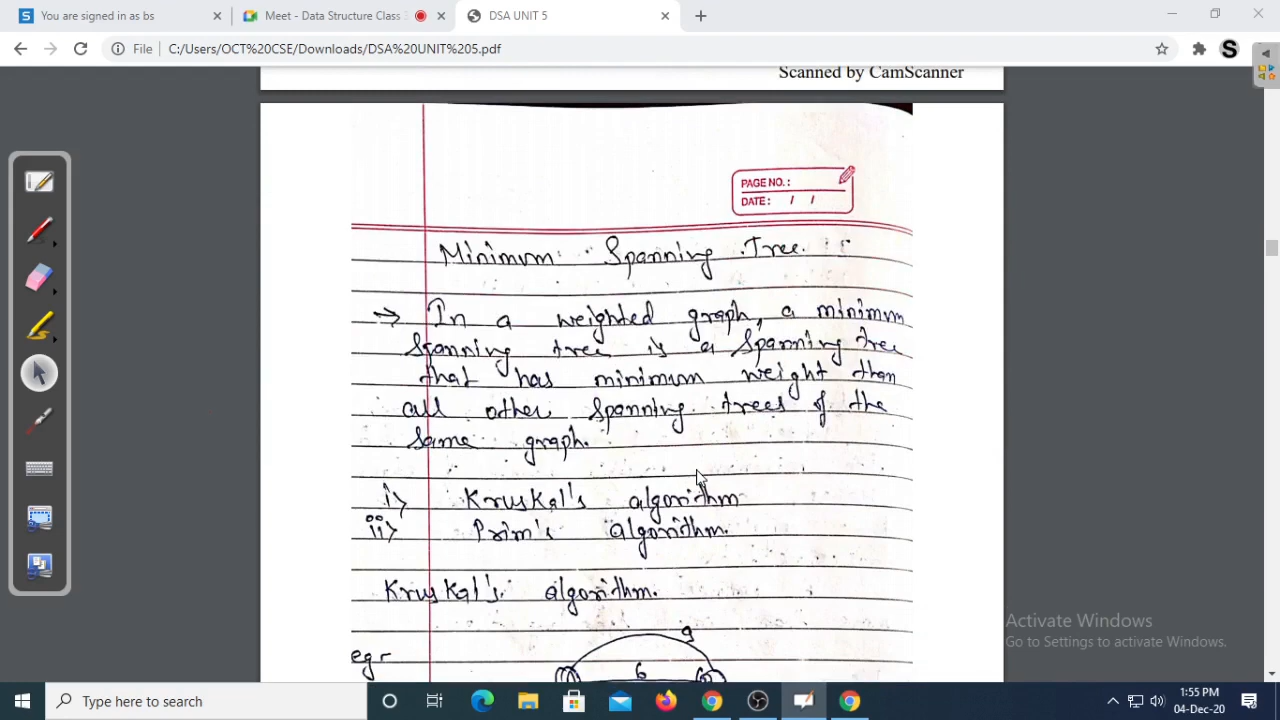 You are signed in as bs
Meet - Data Structure Class
DSA UNIT 5
File
C:/Users/OCT%20CSE/Downloads/DSA%20UNIT%205.pdf
S
Scanned by CamScanner
PAGE NO.:
DATE: / /
Minimum Spanning Tree :
→ In a weighted graph, a minimum
Spanning tree is a Spanning tree
that has minimum weight than
all other spanning trees of the
same graph.
i> Kruskal's algorithm
ii> Prim's algorithm.
Kruskal's algorithm.
9
eg-
6
Activate Windows
Go to Settings to activate Windows.
Type here to search
1:55 PM
04-Dec-20